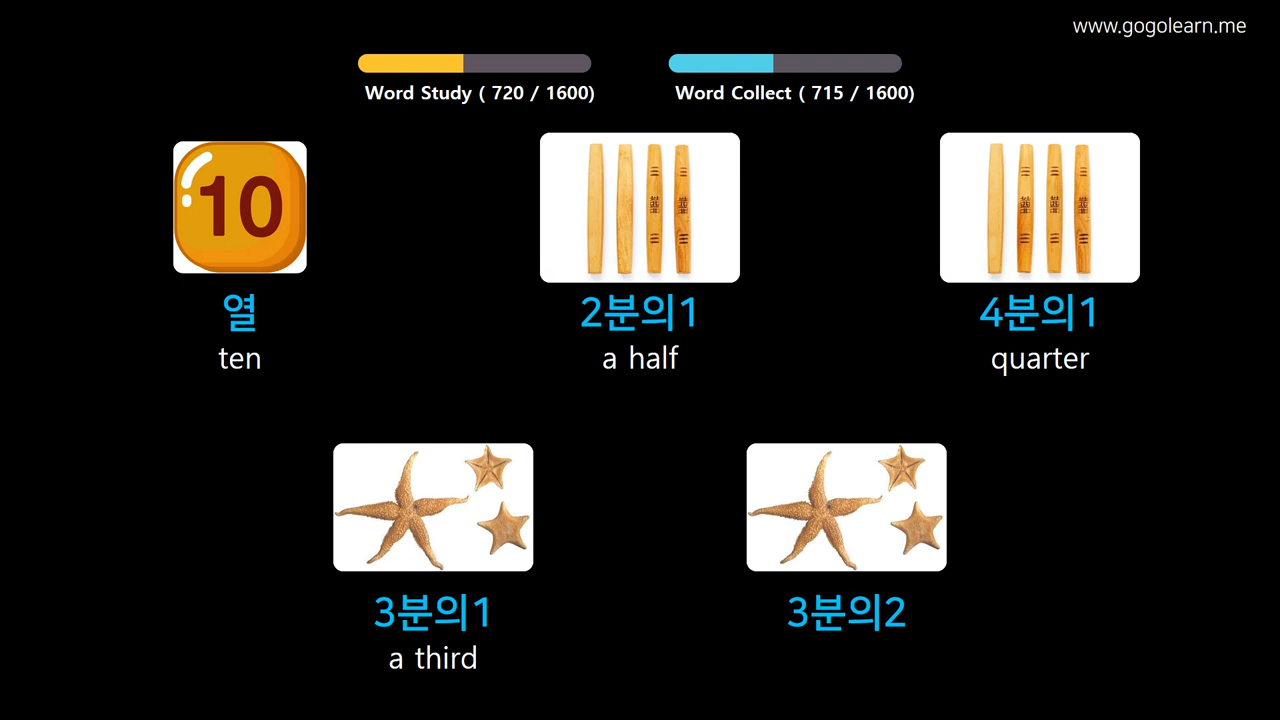 www.gogolearn.me
Word Study ( 720 / 1600)
Word Collect ( 715 / 1600)
10
열
ten
2분의1
a half
4분의1
quarter
3분의1
a third
3분의2